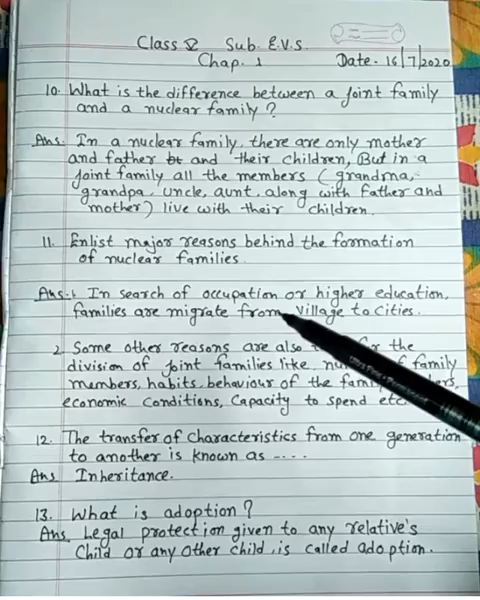 Class V Sub. E.V.S.
Chap. 1 Date- 16/7/2020
10. What is the difference between a joint family
and a nuclear family?
Ans. In a nuclear family, there are only mother
and father and their children, But in a
joint family all the members (grandma,
grandpa, uncle, aunt, along with father and
mother) live with their children.
11. Enlist major reasons behind the formation
of nuclear families.
Ans.1. In search of occupation or higher education,
families are migrate from village to cities.
2. Some other reasons are also the
division of joint families like, family
members, habits, behaviour of the
economic conditions, capacity to spend etc
12. The transfer of characteristics from one generation
to another is known as ....
Ans Inheritance.
13. What is adoption?
Ans. Legal protection given to any relative's
child or any other child, is called adoption.